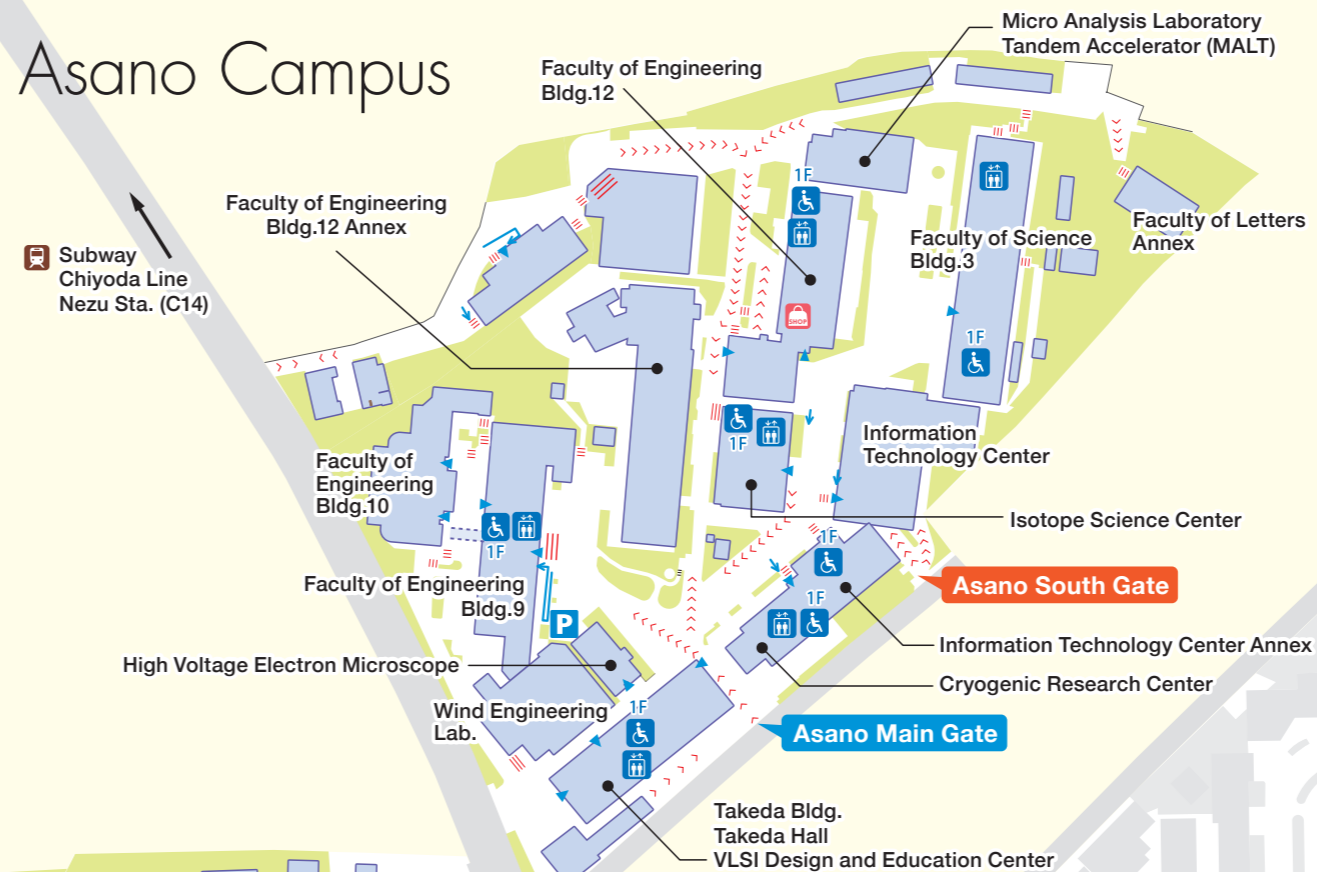 Asano Campus
Micro Analysis Laboratory
Tandem Accelerator (MALT)
Faculty of Engineering
Bldg.12
Faculty of Engineering
Bldg.12 Annex
1F
Faculty of Letters
Annex
Faculty of Science
Bldg.3
Subway
Chiyoda Line
Nezu Sta. (C14)
SHOP
1F
1F
Information
Technology Center
Faculty of
Engineering
Bldg.10
Isotope Science Center
1F
1F
Faculty of Engineering
Bldg.9
Asano South Gate
1F
P
Information Technology Center Annex
High Voltage Electron Microscope
Cryogenic Research Center
Wind Engineering
Lab.
1F
Asano Main Gate
Takeda Bldg.
Takeda Hall
VLSI Design and Education Center